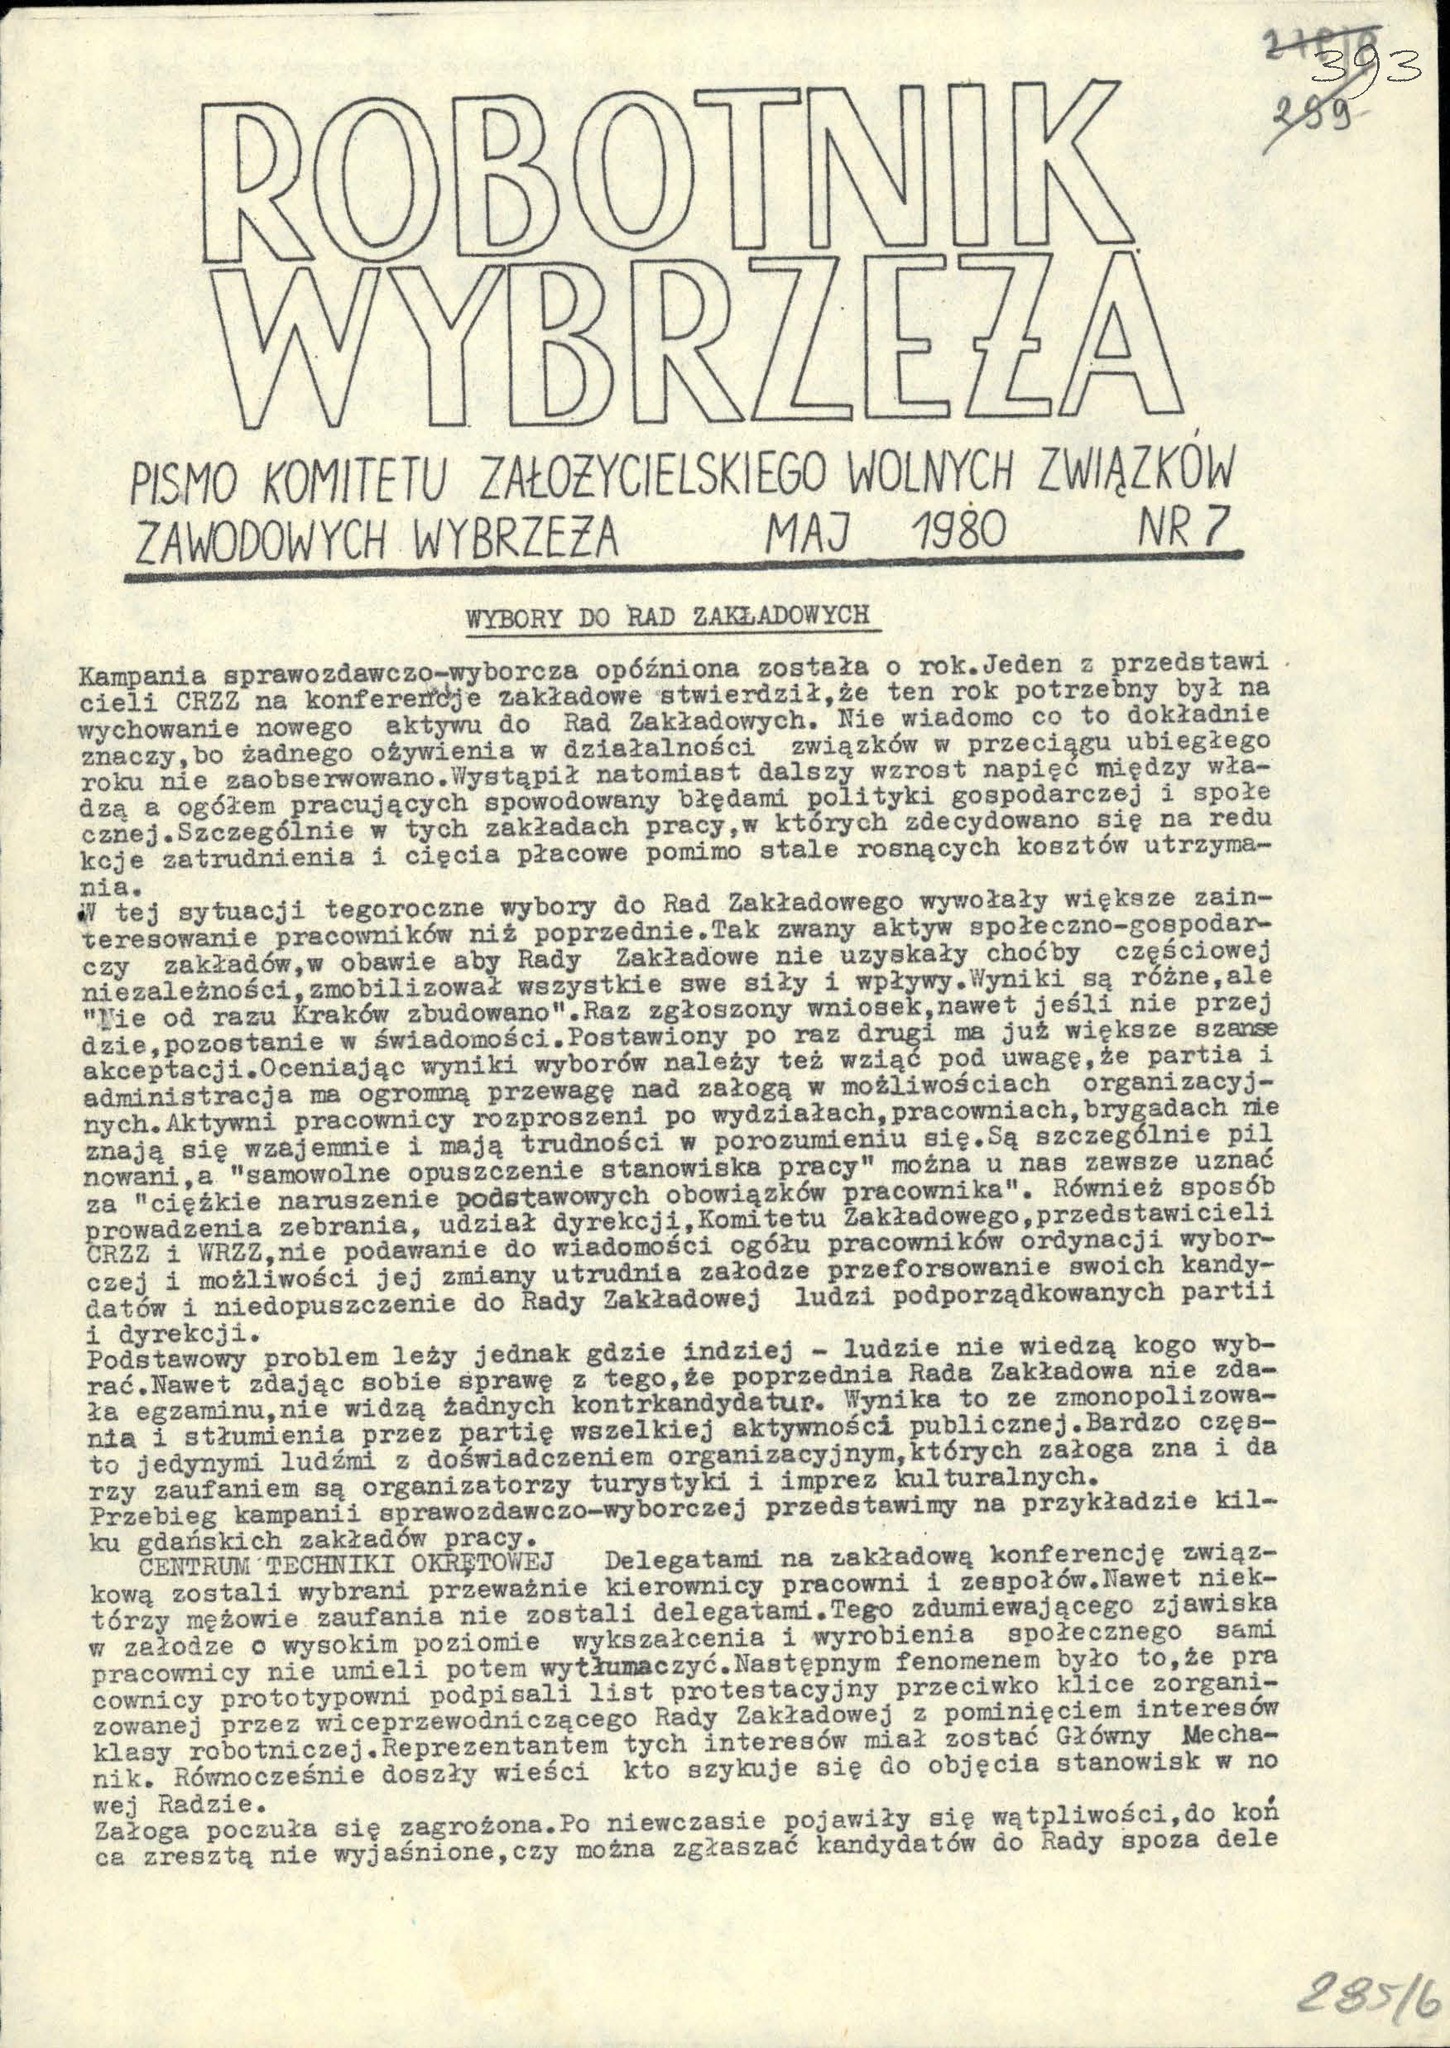 393
299
ROBOTNIK
WYBRZEŻA
PISMO KOMITETU ZAŁOŻYCIELSKIEGO WOLNYCH ZWIĄZKÓW
ZAWODOWYCH WYBRZEŻA MAJ 1980 NR 7
WYBORY DO RAD ZAKŁADOWYCH
Kampania sprawozdawczo-wyborcza opóźniona została o rok.Jeden z przedstawi
cieli CRZZ na konferencje zakładowe stwierdził,że ten rok potrzebny był na
wychowanie nowego aktywu do Rad Zakładowych. Nie wiadomo co to dokładnie
znaczy,bo żadnego ożywienia w działalności związków w przeciągu ubiegłego
roku nie zaobserwowano.Wystąpił natomiast dalszy wzrost napięć między wła-
dzą a ogółem pracujących spowodowany błędami polityki gospodarczej i społe
cznej.Szczególnie w tych zakładach pracy,w których zdecydowano się na redu
kcje zatrudnienia i cięcia płacowe pomimo stale rosnących kosztów utrzyma-
nia.
W tej sytuacji tegoroczne wybory do Rad Zakładowego wywołały większe zain-
teresowanie pracowników niż poprzednie.Tak zwany aktyw społeczno-gospodar-
czy zakładów,w obawie aby Rady Zakładowe nie uzyskały choćby częściowej
niezależności,zmobilizował wszystkie swe siły i wpływy.Wyniki są różne,ale
"Nie od razu Kraków zbudowano".Raz zgłoszony wniosek,nawet jeśli nie przej
dzie,pozostanie w świadomości.Postawiony po raz drugi ma już większe szanse
akceptacji.Oceniając wyniki wyborów należy też wziąć pod uwagę,że partia i
administracja ma ogromną przewagę nad załogą w możliwościach organizacyj-
nych.Aktywni pracownicy rozproszeni po wydziałach,pracowniach,brygadach nie
znają się wzajemnie i mają trudności w porozumieniu się.Są szczególnie pil
nowani,a "samowolne opuszczenie stanowiska pracy" można u nas zawsze uznać
za "ciężkie naruszenie podstawowych obowiązków pracownika". Również sposób
prowadzenia zebrania, udział dyrekcji,Komitetu Zakładowego,przedstawicieli
CRZZ i WRZZ,nie podawanie do wiadomości ogółu pracowników ordynacji wybor-
czej i możliwości jej zmiany utrudnia załodze przeforsowanie swoich kandy-
datów i niedopuszczenie do Rady Zakładowej ludzi podporządkowanych partii
i dyrekcji.
Podstawowy problem leży jednak gdzie indziej - ludzie nie wiedzą kogo wyb-
rać.Nawet zdając sobie sprawę z tego,że poprzednia Rada Zakładowa nie zda-
ła egzaminu,nie widzą żadnych kontrkandydatur. Wynika to ze zmonopolizowa-
nia i stłumienia przez partię wszelkiej aktywności publicznej.Bardzo częs-
to jedynymi ludźmi z doświadczeniem organizacyjnym,których załoga zna i da
rzy zaufaniem są organizatorzy turystyki i imprez kulturalnych.
Przebieg kampanii sprawozdawczo-wyborczej przedstawimy na przykładzie kil-
ku gdańskich zakładów pracy.
CENTRUM TECHNIKI OKRĘTOWEJ Delegatami na zakładową konferencję związ-
kową zostali wybrani przeważnie kierownicy pracowni i zespołów.Nawet niek-
tórzy mężowie zaufania nie zostali delegatami.Tego zdumiewającego zjawiska
w załodze o wysokim poziomie wykszałcenia i wyrobienia społecznego sami
pracownicy nie umieli potem wytłumaczyć.Następnym fenomenem było to,że pra
cownicy prototypowni podpisali list protestacyjny przeciwko klice zorgani-
zowanej przez wiceprzewodniczącego Rady Zakładowej z pominięciem interesów
klasy robotniczej.Reprezentantem tych interesów miał zostać Główny Mecha-
nik. Równocześnie doszły wieści kto szykuje się do objęcia stanowisk w no
wej Radzie.
Załoga poczuła się zagrożona.Po niewczasie pojawiły się wątpliwości,do koń
ca zresztą nie wyjaśnione,czy można zgłaszać kandydatów do Rady spoza dele
285/6